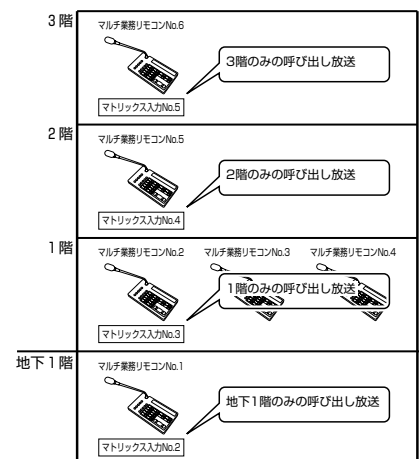 3階
マルチ業務リモコンNo.6
3階のみの呼び出し放送
マトリックス入力No.5
2階
マルチ業務リモコンNo.5
2階のみの呼び出し放送
マトリックス入力No.4
1階
マルチ業務リモコンNo.2 マルチ業務リモコンNo.3 マルチ業務リモコンNo.4
1階のみの呼び出し放送
マトリックス入力No.3
地下1階
マルチ業務リモコンNo.1
地下1階のみの呼び出し放送
マトリックス入力No.2